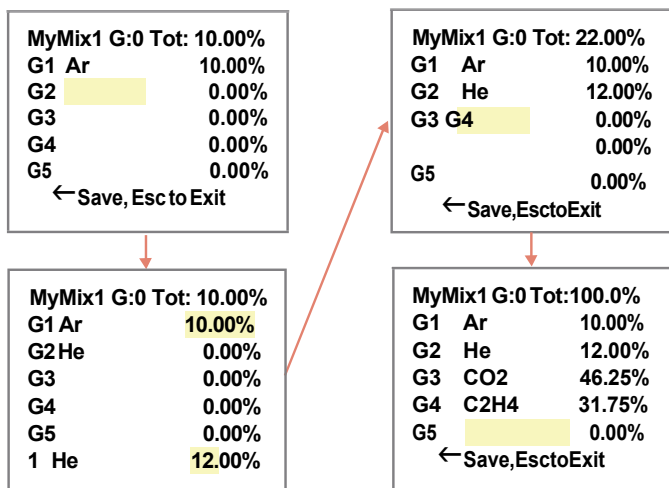 MyMix1 G:0 Tot: 10.00%
G1 Ar 10.00%
G2 0.00%
G3 0.00%
G4 0.00%
G5 0.00%
←Save, Esc to Exit
MyMix1 G:0 Tot: 10.00%
G1 Ar 10.00%
G2 He 0.00%
G3 0.00%
G4 0.00%
G5 0.00%
1 He 12.00%
MyMix1 G:0 Tot: 22.00%
G1 Ar 10.00%
G2 He 12.00%
G3 G4 0.00%
0.00%
G5 0.00%
←Save,EsctoExit
MyMix1 G:0 Tot:100.0%
G1 Ar 10.00%
G2 He 12.00%
G3 CO2 46.25%
G4 C2H4 31.75%
G5 0.00%
←Save,EsctoExit